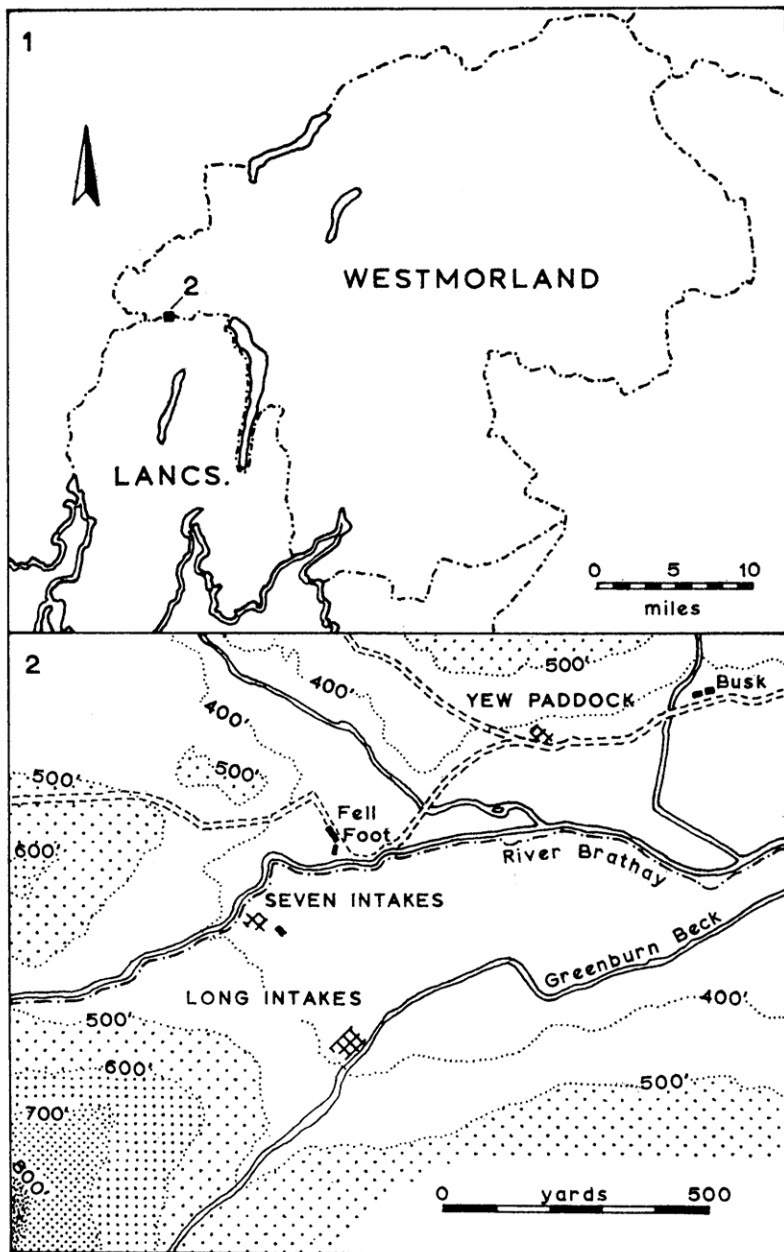 1
2
WESTMORLAND
LANCS.
0 5 10
miles
2
500'
400'
YEW PADDOCK
Busk
400'
500'
500'
Fell
Foot
600'
River Brathay
SEVEN INTAKES
Greenburn Beck
LONG INTAKES
400'
500'
600'
500'
700'
800'
0 yards 500